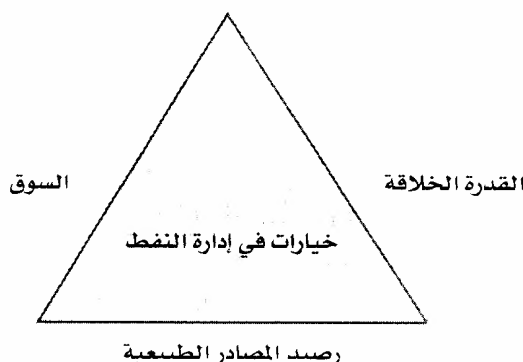 القدرة الخلاقة
السوق
خيارات في إدارة النفط
رصيد المصادر الطبيعية